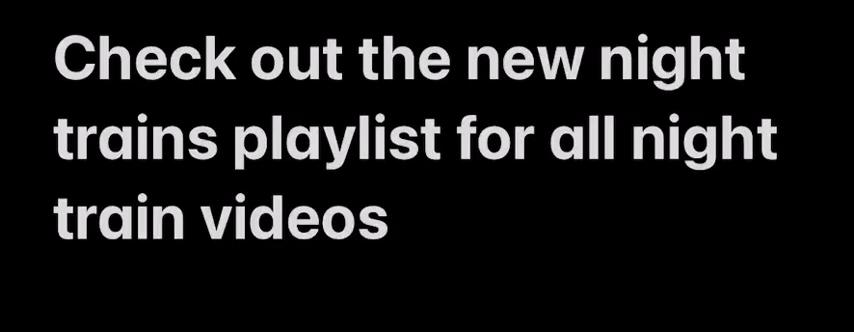 Check out the new night
trains playlist for all night
train videos